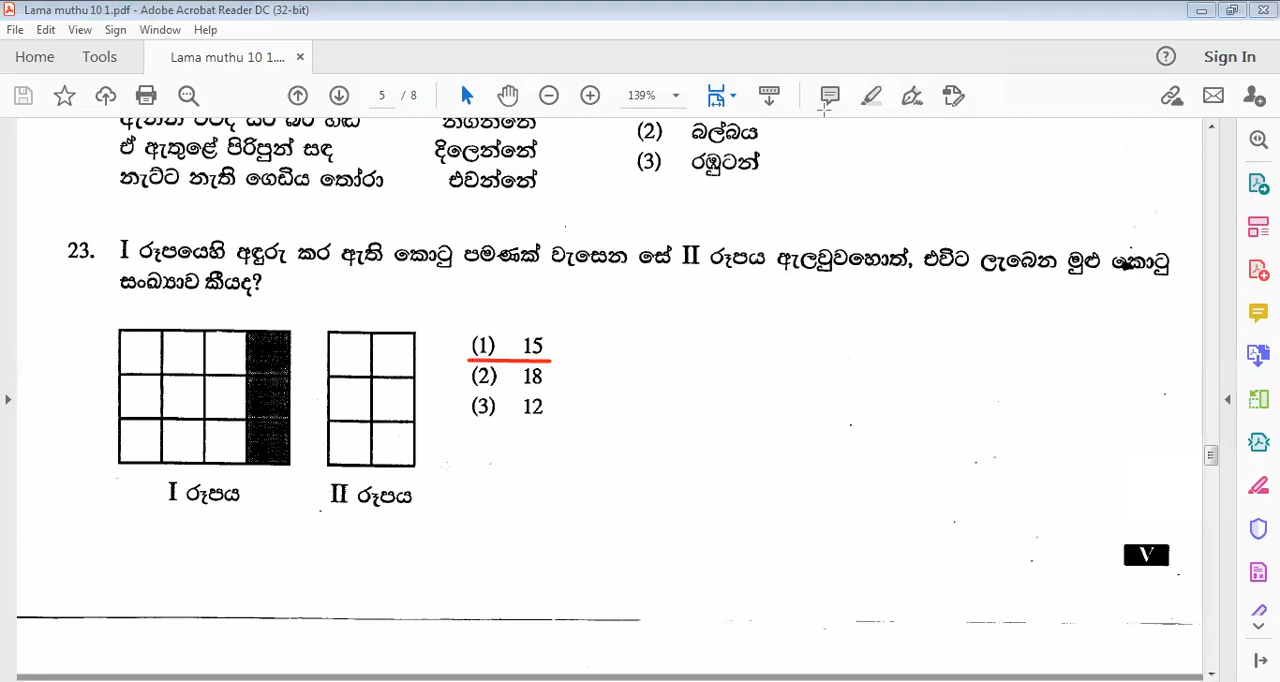 Lama muthu 10 1.pdf - Adobe Acrobat Reader DC (32-bit)
File Edit View Sign Window Help
Home Tools Lama muthu 10 1.... × Sign In
5 / 8 139%
ඒ ඇතුළේ පිරිපුන් සඳ දිලෙන්නේ
නැට්ට නැති ගෙඩිය තෝරා එවන්නේ
(2) බල්බය
(3) රඹුටන්
23. I රූපයෙහි අඳුරු කර ඇති කොටු පමණක් වැසෙන සේ II රූපය ඇලවුවහොත්, එවිට ලැබෙන මුළු කොටු
සංඛ්‍යාව කීයද?
(1) 15
(2) 18
(3) 12
I රූපය II රූපය
V